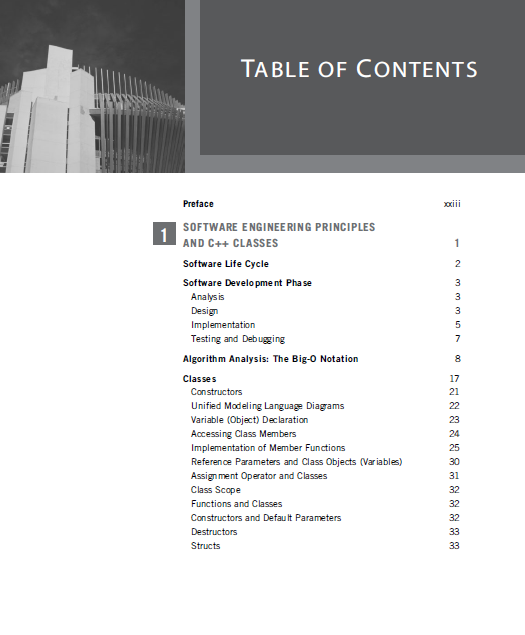 TABLE OF CONTENTS
Preface xxiii
1 SOFTWARE ENGINEERING PRINCIPLES
AND C++ CLASSES 1
Software Life Cycle 2
Software Development Phase 3
Analysis 3
Design 3
Implementation 5
Testing and Debugging 7
Algorithm Analysis: The Big-O Notation 8
Classes 17
Constructors 21
Unified Modeling Language Diagrams 22
Variable (Object) Declaration 23
Accessing Class Members 24
Implementation of Member Functions 25
Reference Parameters and Class Objects (Variables) 30
Assignment Operator and Classes 31
Class Scope 32
Functions and Classes 32
Constructors and Default Parameters 32
Destructors 33
Structs 33